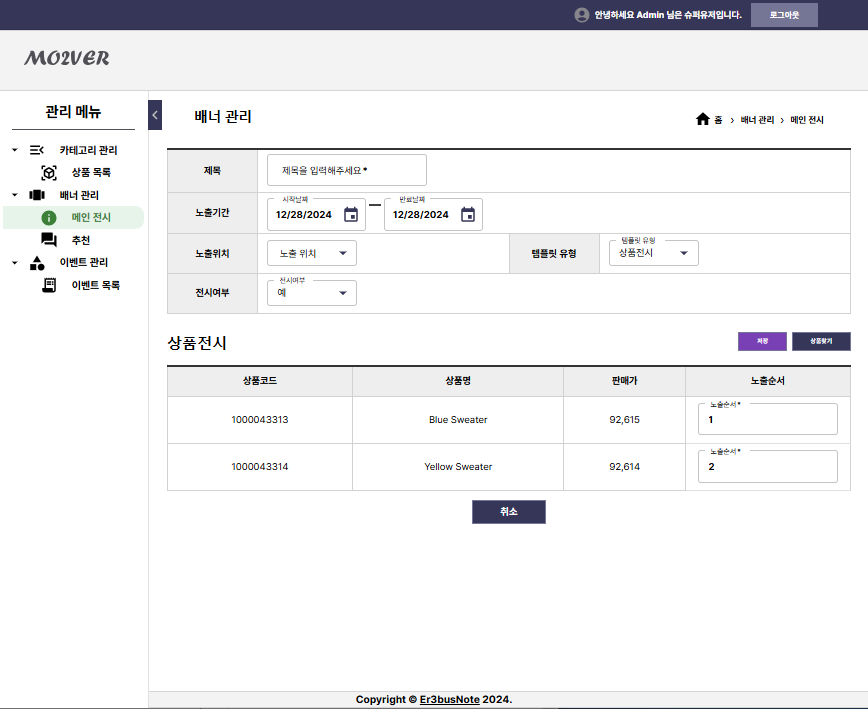 안녕하세요 Admin 님은 슈퍼유저입니다. 로그아웃
MOIVER
관리 메뉴
카테고리 관리
상품 목록
배너 관리
메인 전시
추천
이벤트 관리
이벤트 목록
배너 관리
홈 › 배너 관리 › 메인 전시
제목 제목을 입력해주세요 *
노출기간 시작날짜 12/28/2024 — 만료날짜 12/28/2024
노출위치 노출 위치 템플릿 유형 템플릿 유형 상품전시
전시여부 전시여부 예
상품전시 저장 상품찾기
상품코드 상품명 판매가 노출순서
1000043313 Blue Sweater 92,615 노출순서 * 1
1000043314 Yellow Sweater 92,614 노출순서 * 2
취소
Copyright © Er3busNote 2024.